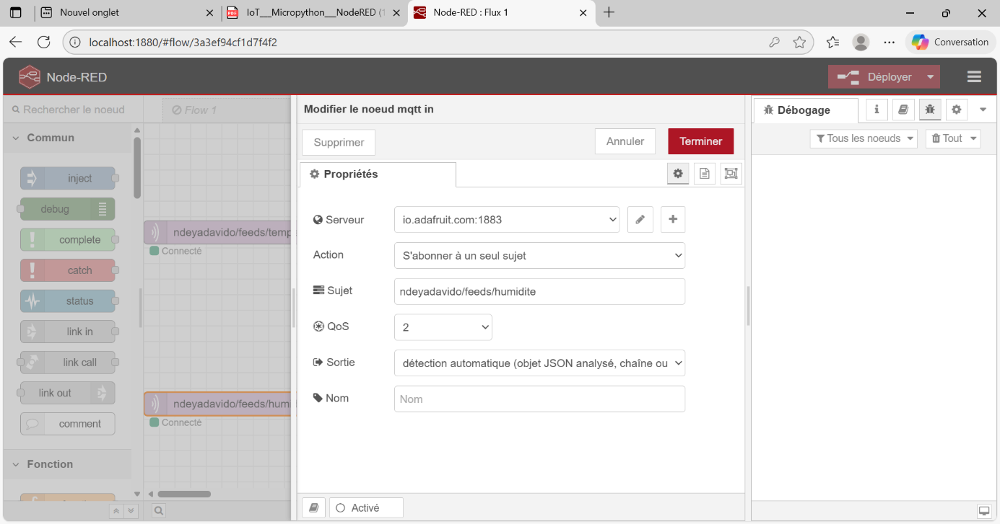 Nouvel onglet
IoT___Micropython___NodeRED (1
Node-RED : Flux 1
localhost:1880/#flow/3a3ef94cf1d7f4f2
Conversation
Node-RED
Déployer
Rechercher le noeud
Flow 1
Commun
inject
debug
complete
catch
status
link in
link call
link out
comment
Fonction
ndeyadavido/feeds/temp
Connecté
ndeyadavido/feeds/humi
Connecté
Modifier le noeud mqtt in
Supprimer
Annuler
Terminer
Propriétés
Serveur
io.adafruit.com:1883
Action
S'abonner à un seul sujet
Sujet
ndeyadavido/feeds/humidite
QoS
2
Sortie
détection automatique (objet JSON analysé, chaîne ou
Nom
Nom
Activé
Débogage
Tous les noeuds
Tout